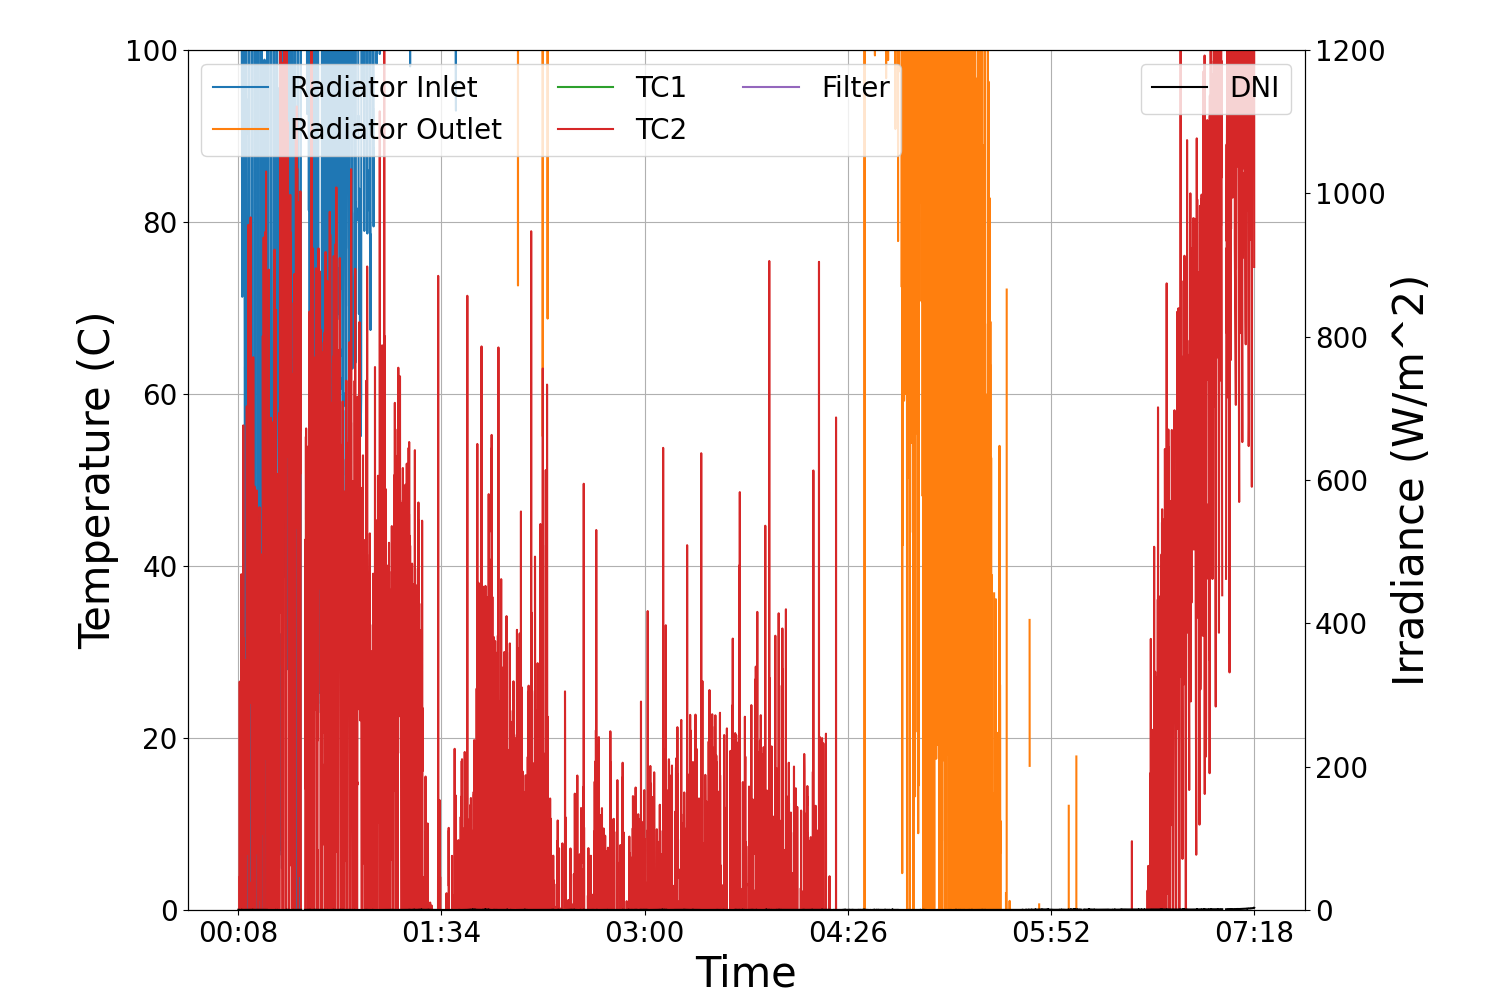 100
80
60
40
20
0
Temperature (C)
Radiator Inlet
Radiator Outlet
TC1
TC2
Filter
DNI
1200
1000
800
600
400
200
0
Irradiance (W/m^2)
00:08 01:34 03:00 04:26 05:52 07:18
Time